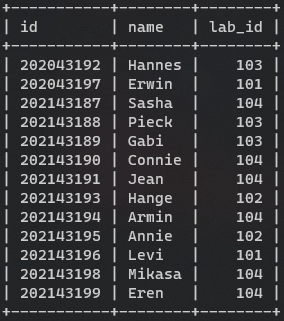 +-----------+--------+--------+
| id        | name   | lab_id |
+-----------+--------+--------+
| 202043192 | Hannes |    103 |
| 202043197 | Erwin  |    101 |
| 202143187 | Sasha  |    104 |
| 202143188 | Pieck  |    103 |
| 202143189 | Gabi   |    103 |
| 202143190 | Connie |    104 |
| 202143191 | Jean   |    104 |
| 202143193 | Hange  |    102 |
| 202143194 | Armin  |    104 |
| 202143195 | Annie  |    102 |
| 202143196 | Levi   |    101 |
| 202143198 | Mikasa |    104 |
| 202143199 | Eren   |    104 |
+-----------+--------+--------+